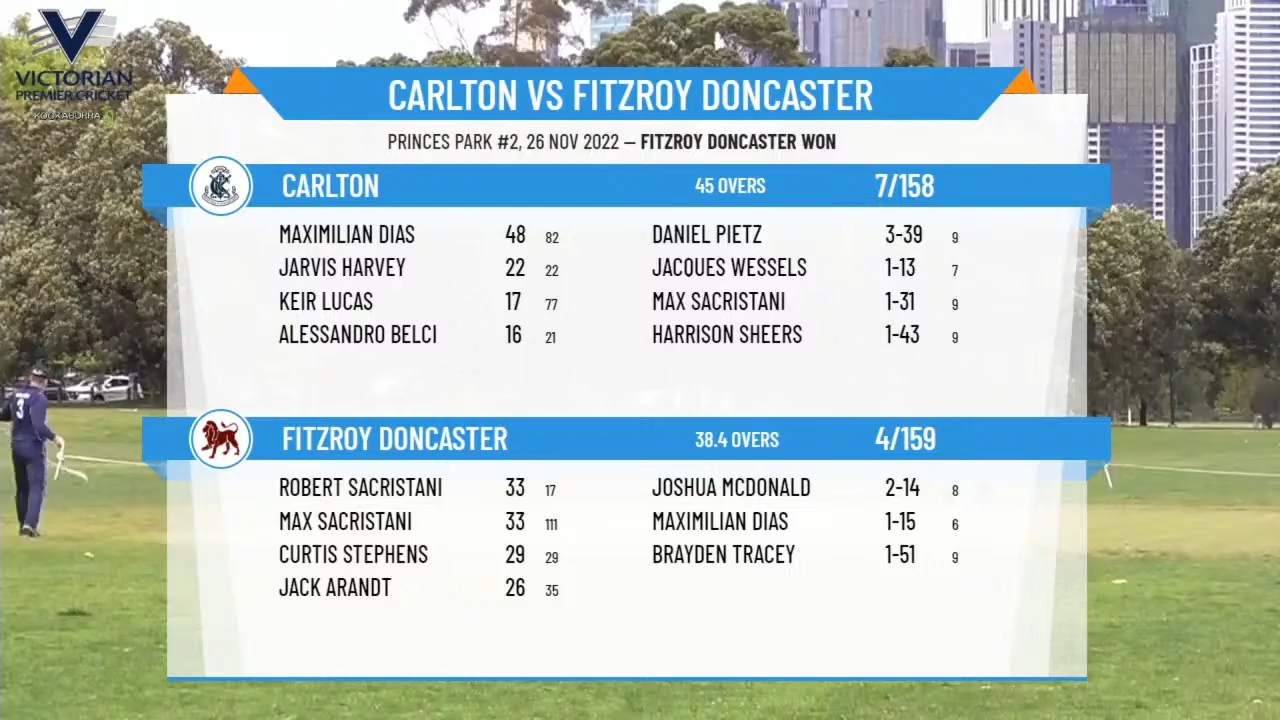 VICTORIAN
PREMIER CRICKET
KOOKABURRA
CARLTON VS FITZROY DONCASTER
PRINCES PARK #2, 26 NOV 2022 – FITZROY DONCASTER WON
CARLTON 45 OVERS 7/158
MAXIMILIAN DIAS 48 82 DANIEL PIETZ 3-39 9
JARVIS HARVEY 22 22 JACQUES WESSELS 1-13 7
KEIR LUCAS 17 77 MAX SACRISTANI 1-31 9
ALESSANDRO BELCI 16 21 HARRISON SHEERS 1-43 9
FITZROY DONCASTER 38.4 OVERS 4/159
ROBERT SACRISTANI 33 17 JOSHUA MCDONALD 2-14 8
MAX SACRISTANI 33 111 MAXIMILIAN DIAS 1-15 6
CURTIS STEPHENS 29 29 BRAYDEN TRACEY 1-51 9
JACK ARANDT 26 35
3